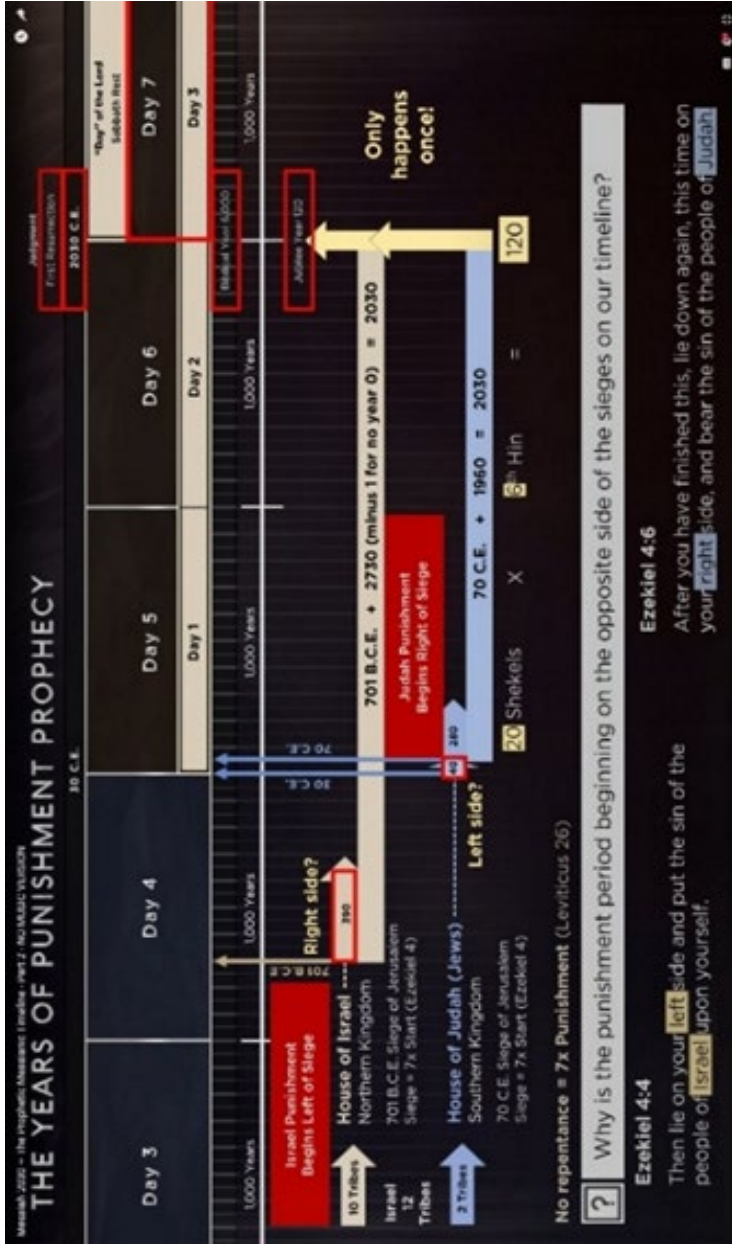 Messiah 2030 ~ The Prophetic Messianic Timeline - Part 2 - NO MUSIC VERSION
THE YEARS OF PUNISHMENT PROPHECY
30 C.E.
Judgment
First Resurrection
2030 C.E.
Day 3
Day 4
Day 5
Day 6
"Day" of the Lord
Sabbath Rest
Day 7
Day 1
Day 2
Day 3
1,000 Years
1,000 Years
1,000 Years
1,000 Years
1,000 Years
Biblical Year 6,000
Jubilee Year 120
701 B.C.E
30 C.E.
70 C.E.
Israel Punishment
Begins Left of Siege
Right side?
10 Tribes
House of Israel
390
Northern Kingdom
701 B.C.E. + 2730 (minus 1 for no year 0) = 2030
Only
happens
once!
701 B.C.E. Siege of Jerusalem
Siege = 7x Start (Ezekiel 4)
Israel
12
Tribes
Judah Punishment
Begins Right of Siege
2 Tribes
House of Judah (Jews)
40
280
Southern Kingdom
Left side?
70 C.E. + 1960 = 2030
70 C.E. Siege of Jerusalem
Siege = 7x Start (Ezekiel 4)
20 Shekels X 6th Hin = 120
No repentance = 7x Punishment (Leviticus 26)
? Why is the punishment period beginning on the opposite side of the sieges on our timeline?
Ezekiel 4:4
Then lie on your left side and put the sin of the
people of Israel upon yourself.
Ezekiel 4:6
After you have finished this, lie down again, this time on
your right side, and bear the sin of the people of Judah.